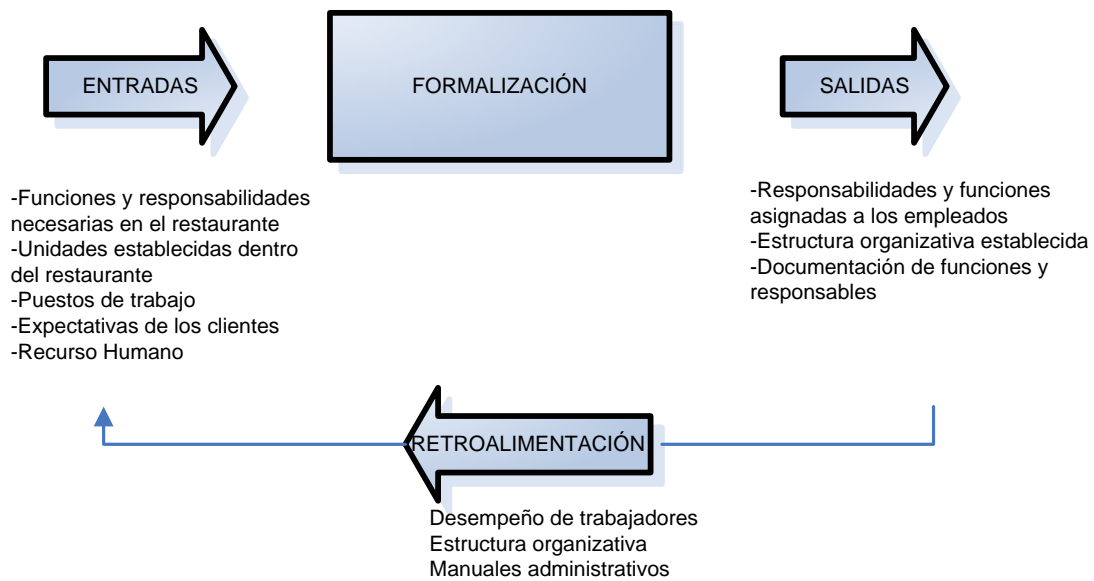 ENTRADAS
FORMALIZACIÓN
SALIDAS
-Funciones y responsabilidades
necesarias en el restaurante
-Unidades establecidas dentro
del restaurante
-Puestos de trabajo
-Expectativas de los clientes
-Recurso Humano
-Responsabilidades y funciones
asignadas a los empleados
-Estructura organizativa establecida
-Documentación de funciones y
responsables
RETROALIMENTACIÓN
Desempeño de trabajadores
Estructura organizativa
Manuales administrativos